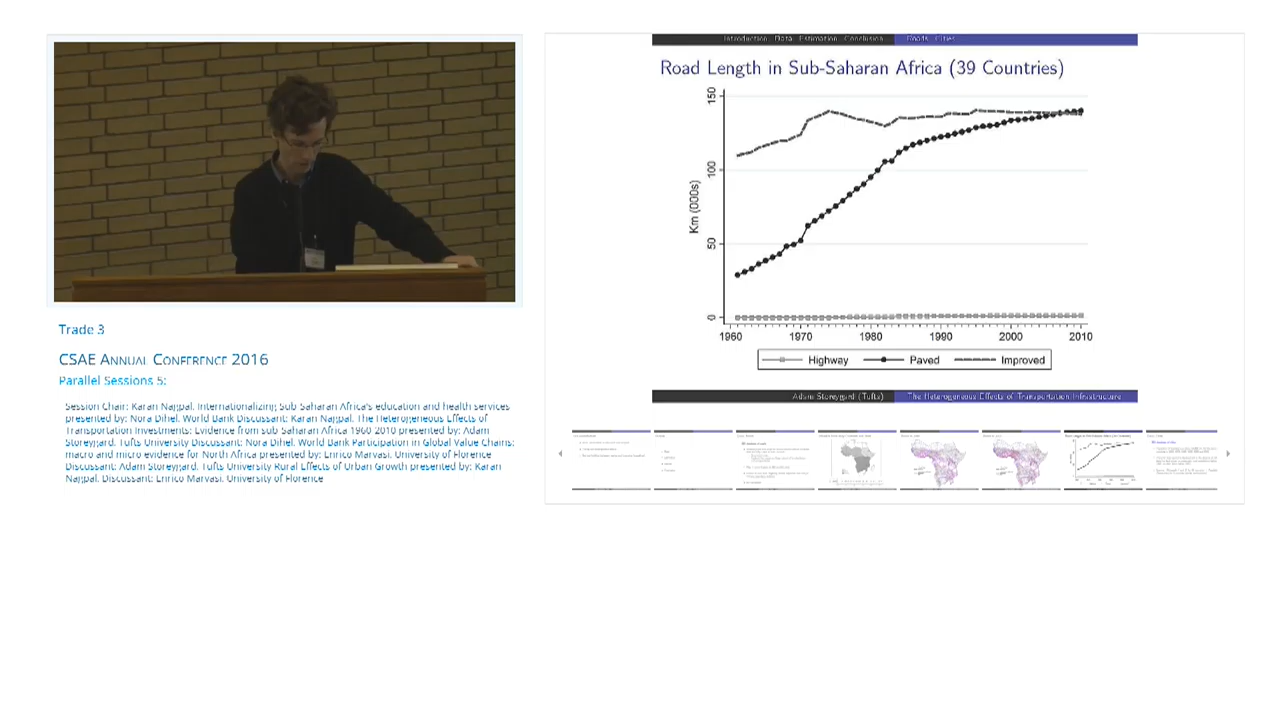 Trade 3
CSAE ANNUAL CONFERENCE 2016
Parallel Sessions 5:
Session Chair: Karan Nagpal. Internationalizing Sub Saharan Africa's education and health services
presented by: Nora Dihel. World Bank Discussant: Karan Nagpal. The Heterogeneous Effects of
Transportation Investments: Evidence from sub Saharan Africa 1960 2010 presented by: Adam
Storeygard. Tufts University Discussant: Nora Dihel. World Bank Participation in Global Value Chains:
macro and micro evidence for North Africa presented by: Enrico Marvasi. University of Florence
Discussant: Adam Storeygard. Tufts University Rural Effects of Urban Growth presented by: Karan
Nagpal. Discussant: Enrico Marvasi. University of Florence
Introduction Data Estimation Conclusion Roads Cities
Road Length in Sub-Saharan Africa (39 Countries)
Km (000s)
150
100
50
0
1960 1970 1980 1990 2000 2010
Highway Paved Improved
Adam Storeygard (Tufts) The Heterogeneous Effects of Transportation Infrastructure